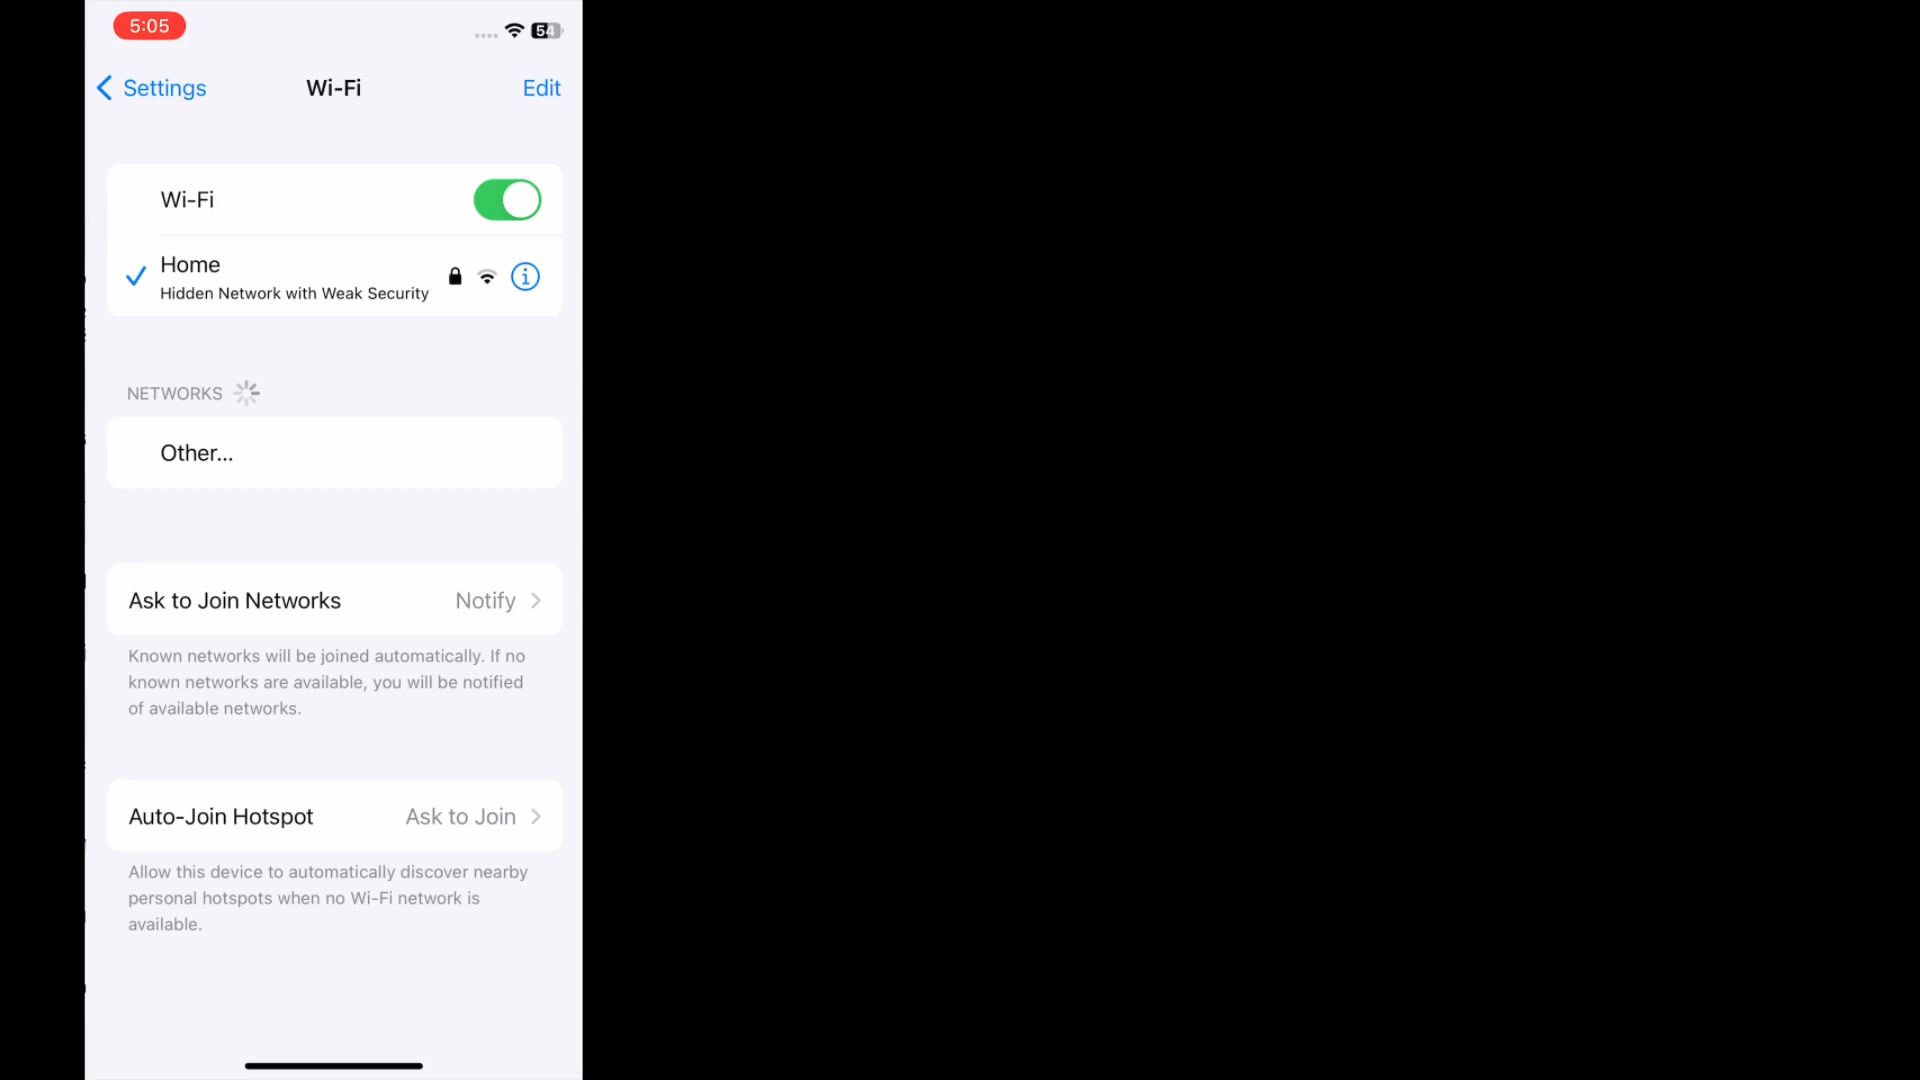 5:05
54
Settings
Wi-Fi
Edit
Wi-Fi
Home
Hidden Network with Weak Security
NETWORKS
Other...
Ask to Join Networks
Notify
Known networks will be joined automatically. If no
known networks are available, you will be notified
of available networks.
Auto-Join Hotspot
Ask to Join
Allow this device to automatically discover nearby
personal hotspots when no Wi-Fi network is
available.